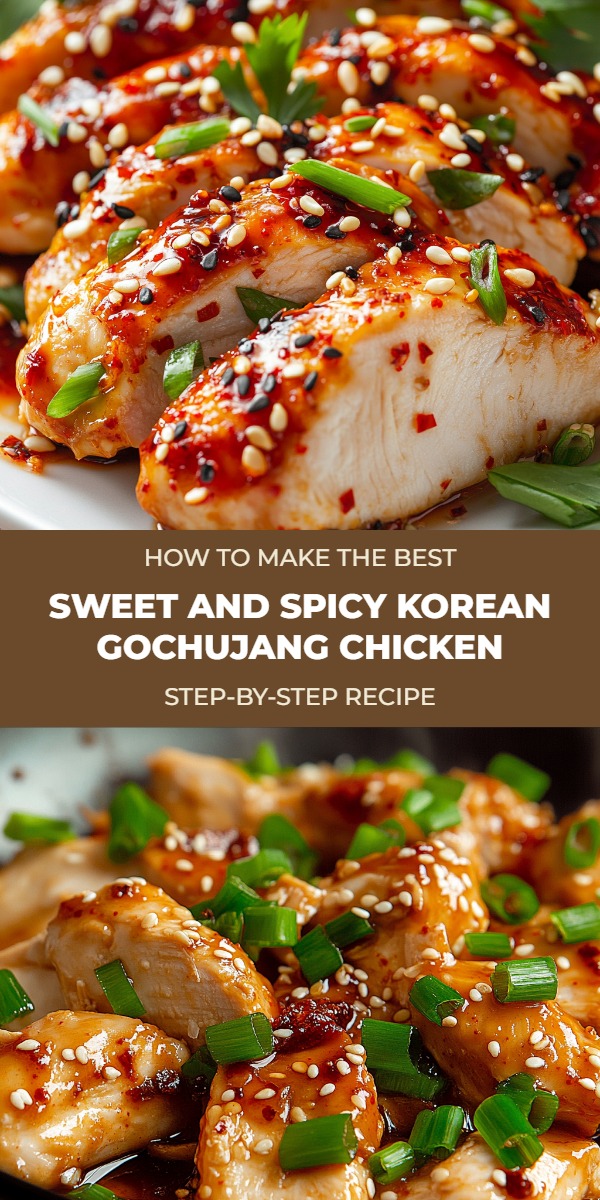 HOW TO MAKE THE BEST
SWEET AND SPICY KOREAN
GOCHUJANG CHICKEN
STEP-BY-STEP RECIPE